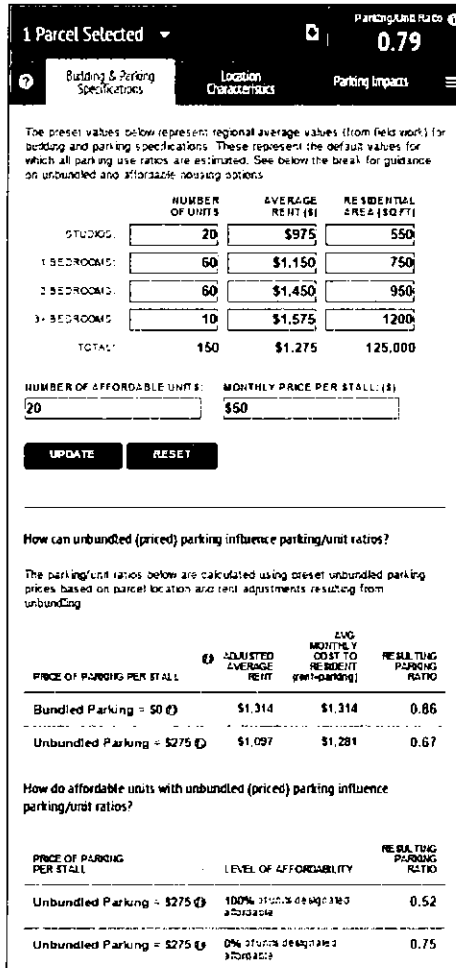 Parking/Unit Ratio
1 Parcel Selected
0.79
Building & Parking Specifications
Location Characteristics
Parking Impacts
The preset values below represent regional average values (from field work) for
building and parking specifications. These represent the default values for
which all parking use ratios are estimated. See below the break for guidance
on unbundled and affordable housing options
NUMBER OF UNITS AVERAGE RENT ($) RESIDENTIAL AREA (SQFT)
STUDIOS: 20 $975 550
1 BEDROOMS: 60 $1,150 750
2 BEDROOMS: 60 $1,450 950
3+ BEDROOMS: 10 $1,575 1200
TOTAL: 150 $1,275 125,000
NUMBER OF AFFORDABLE UNITS: MONTHLY PRICE PER STALL: ($)
20 $50
UPDATE RESET
How can unbundled (priced) parking influence parking/unit ratios?
The parking/unit ratios below are calculated using preset unbundled parking
prices based on parcel location and rent adjustments resulting from
unbundling
PRICE OF PARKING PER STALL ADJUSTED AVERAGE RENT AVG MONTHLY COST TO RESIDENT (rent+parking) RESULTING PARKING RATIO
Bundled Parking = $0 $1,314 $1,314 0.86
Unbundled Parking = $275 $1,097 $1,281 0.67
How do affordable units with unbundled (priced) parking influence
parking/unit ratios?
PRICE OF PARKING PER STALL LEVEL OF AFFORDABILITY RESULTING PARKING RATIO
Unbundled Parking = $275 100% of units designated affordable 0.52
Unbundled Parking = $275 0% of units designated affordable 0.75